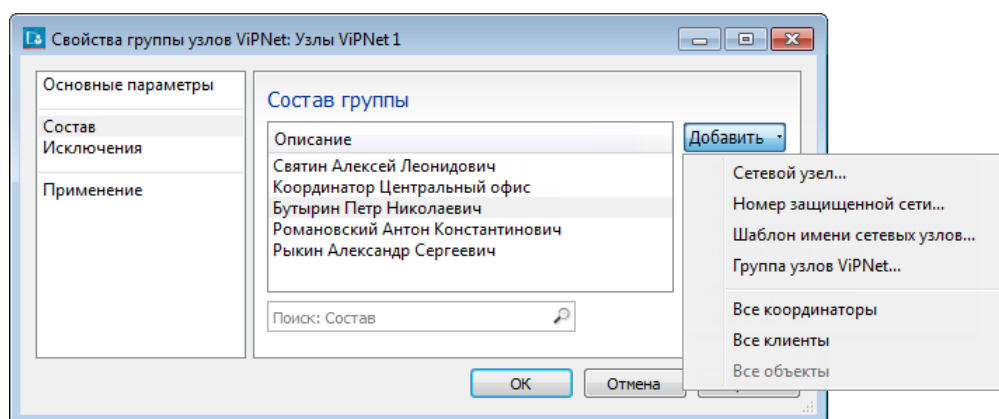 Свойства группы узлов ViPNet: Узлы ViPNet 1
Основные параметры
Состав
Исключения
Применение
Состав группы
Описание
Святин Алексей Леонидович
Координатор Центральный офис
Бутырин Петр Николаевич
Романовский Антон Константинович
Рыкин Александр Сергеевич
Поиск: Состав
Добавить
Сетевой узел...
Номер защищенной сети...
Шаблон имени сетевых узлов...
Группа узлов ViPNet...
Все координаторы
Все клиенты
Все объекты
ОК
Отмена